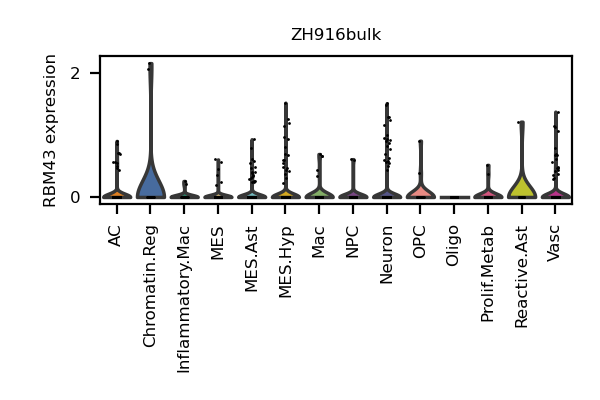 ZH916bulk
RBM43 expression
2
0
AC
Chromatin.Reg
Inflammatory.Mac
MES
MES.Ast
MES.Hyp
Mac
NPC
Neuron
OPC
Oligo
Prolif.Metab
Reactive.Ast
Vasc